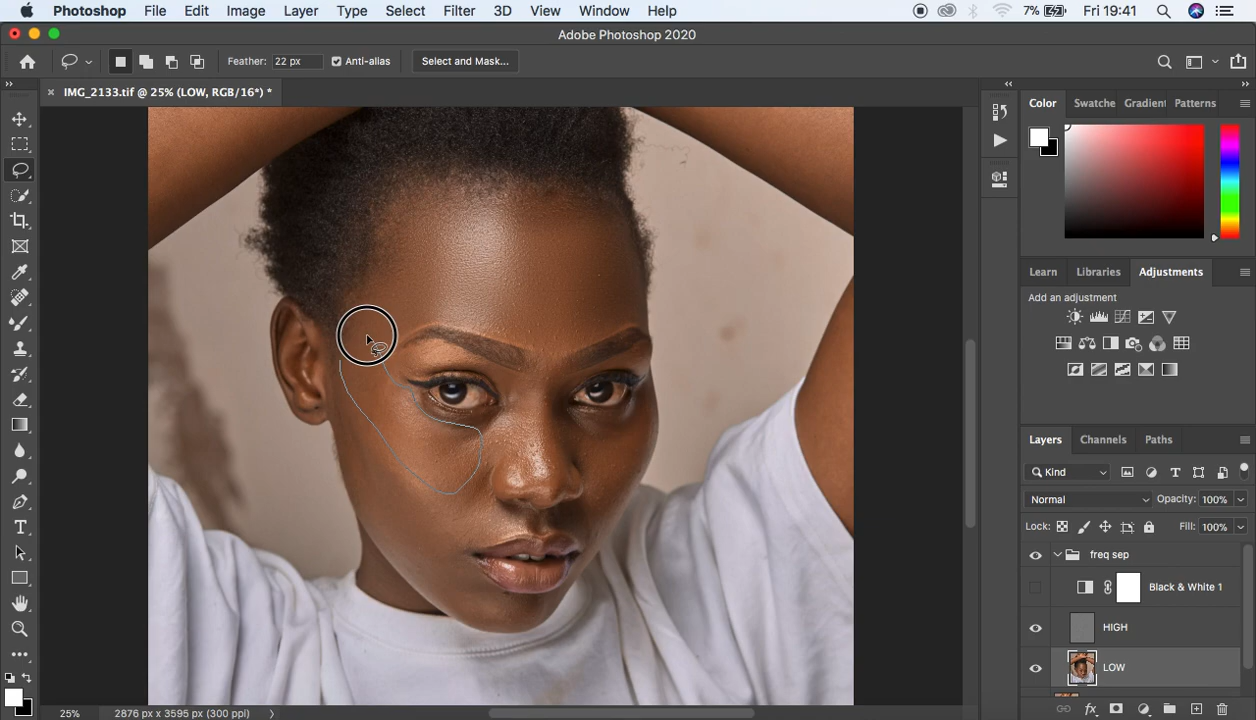 Photoshop File Edit Image Layer Type Select Filter 3D View Window Help 7% Fri 19:41
Adobe Photoshop 2020
Feather: 22 px Anti-alias Select and Mask...
IMG_2133.tif @ 25% (LOW, RGB/16*) *
Color Swatche Gradien Patterns
Learn Libraries Adjustments
Add an adjustment
Layers Channels Paths
Kind
Normal Opacity: 100%
Lock: Fill: 100%
freq sep
Black & White 1
HIGH
LOW
25% 2876 px x 3595 px (300 ppi)